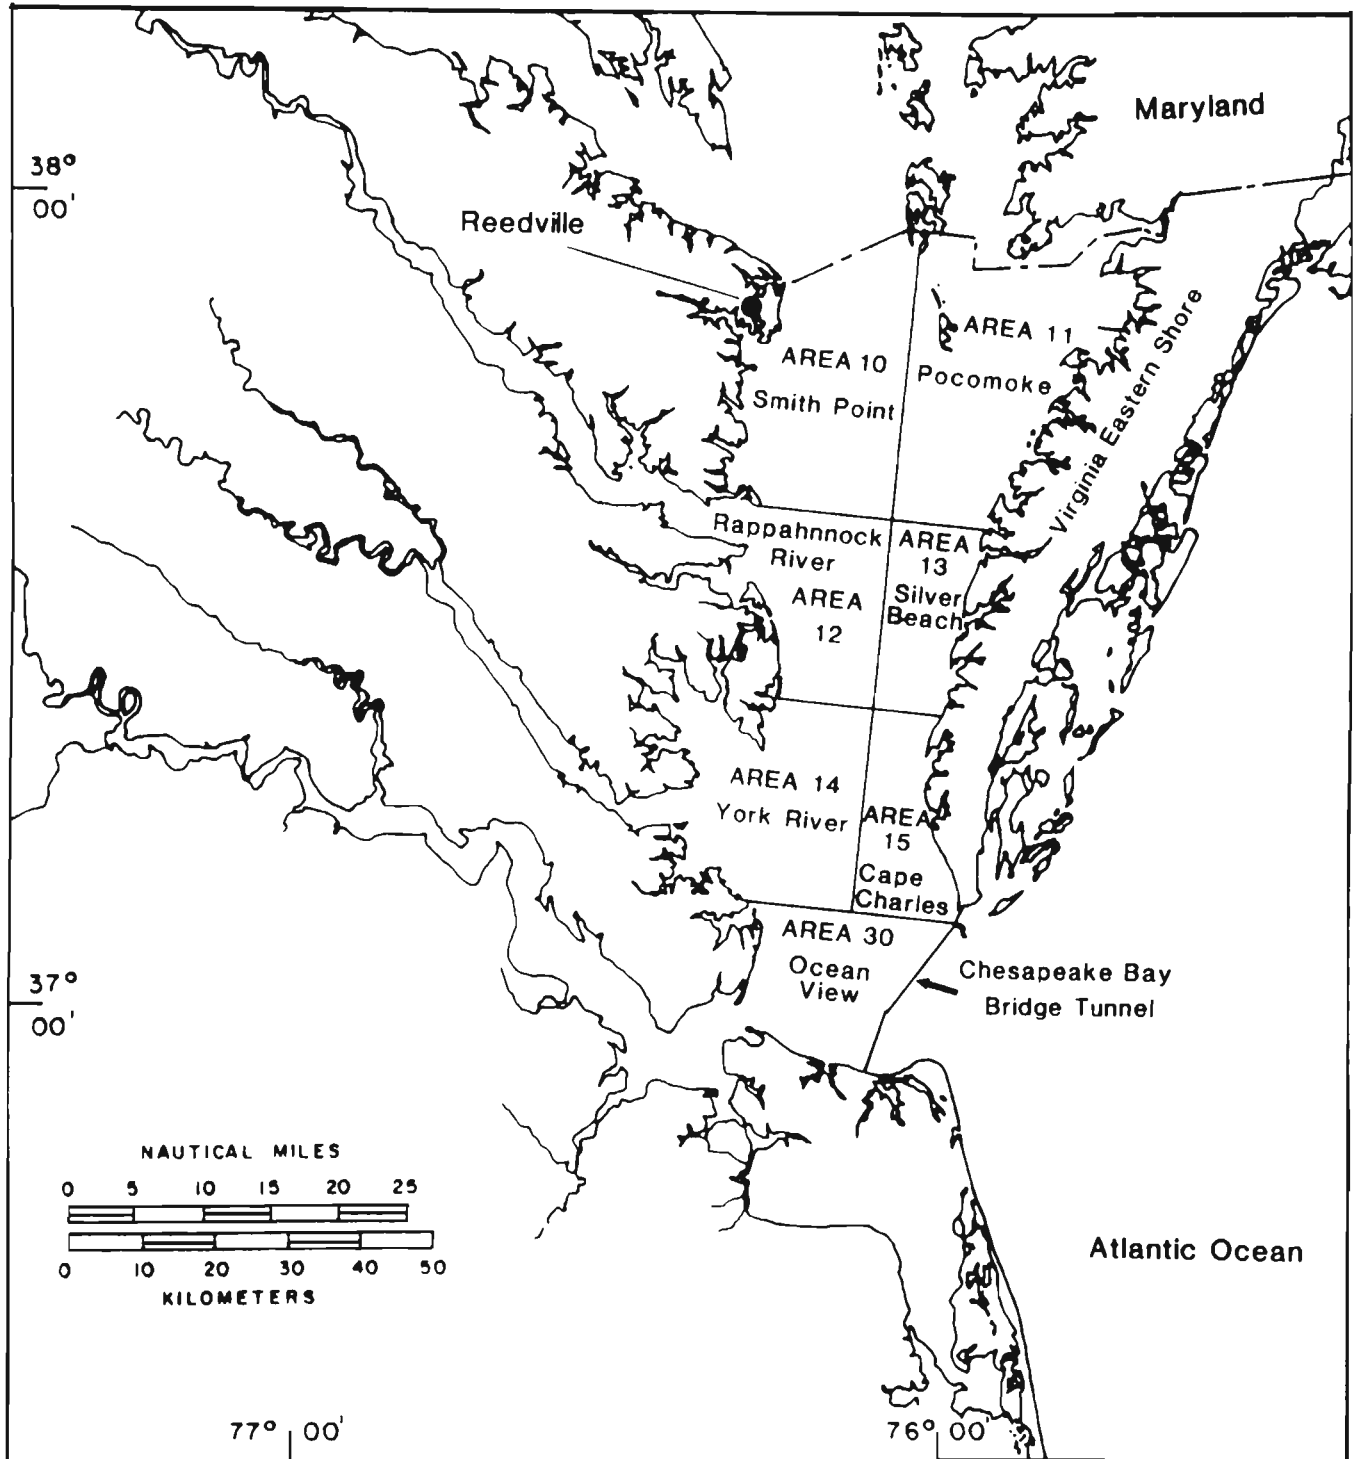 Maryland
38°
00'
Reedville
AREA 11
Pocomoke
AREA 10
Smith Point
Virginia Eastern Shore
Rappahnnock
River
AREA
12
AREA
13
Silver
Beach
AREA 14
York River
AREA
15
Cape
Charles
AREA 30
Ocean
View
Chesapeake Bay
Bridge Tunnel
37°
00'
NAUTICAL MILES
0 5 10 15 20 25
0 10 20 30 40 50
KILOMETERS
Atlantic Ocean
77° 00'
76° 00'